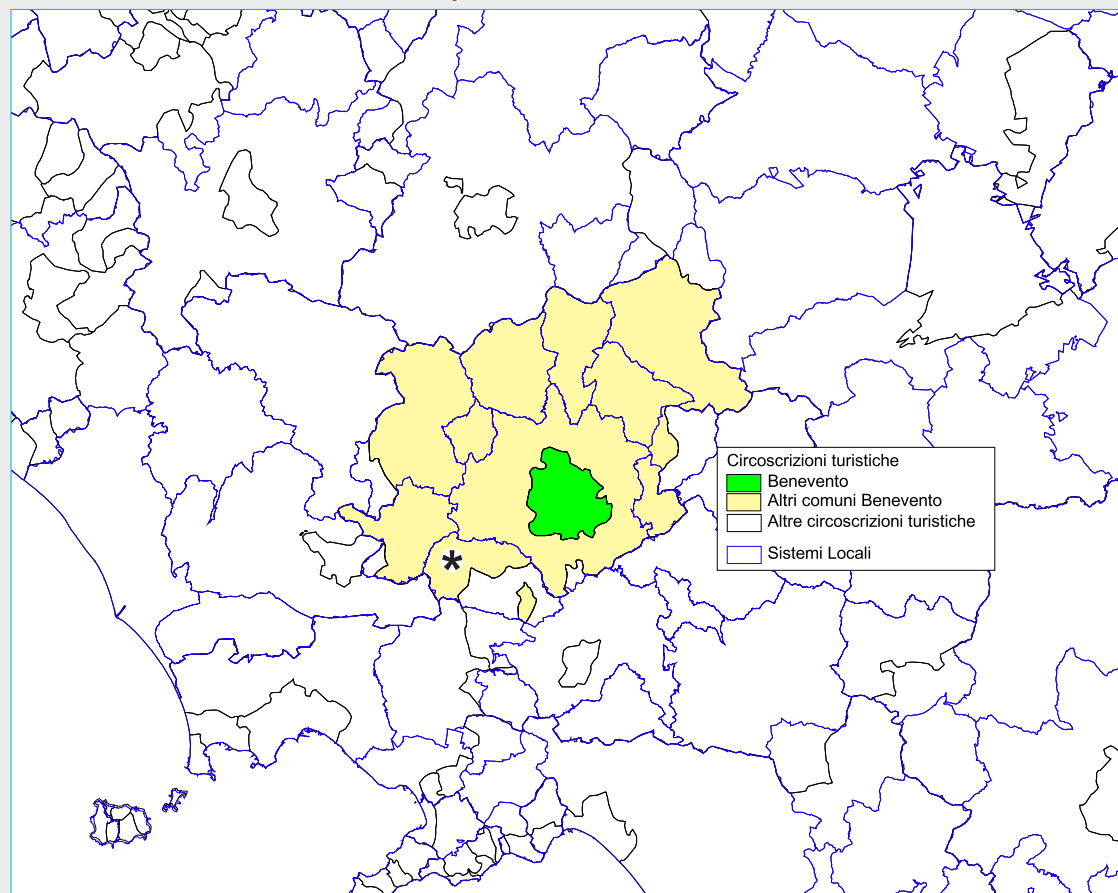 Circoscrizioni turistiche
Benevento
Altri comuni Benevento
Altre circoscrizioni turistiche
Sistemi Locali
*